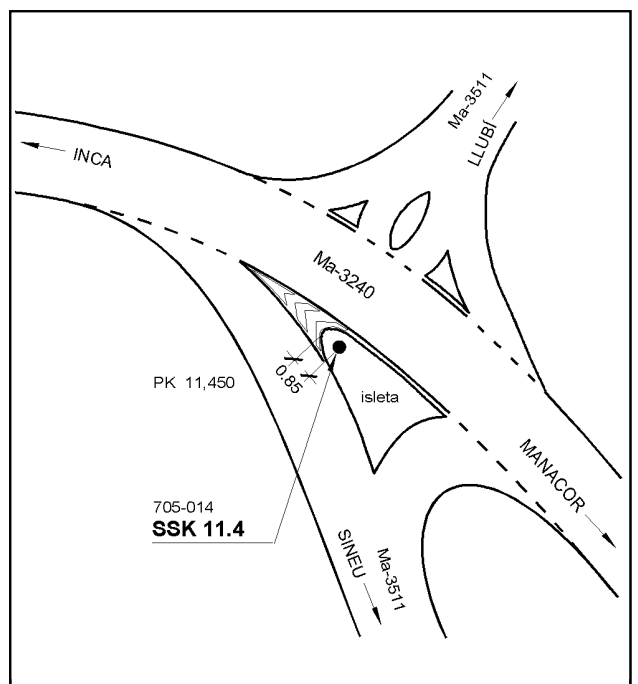 Ma-3511
LLUBÍ
INCA
Ma-3240
0.85
PK 11,450
isleta
MANACOR
705-014
SSK 11.4
SINEU
Ma-3511